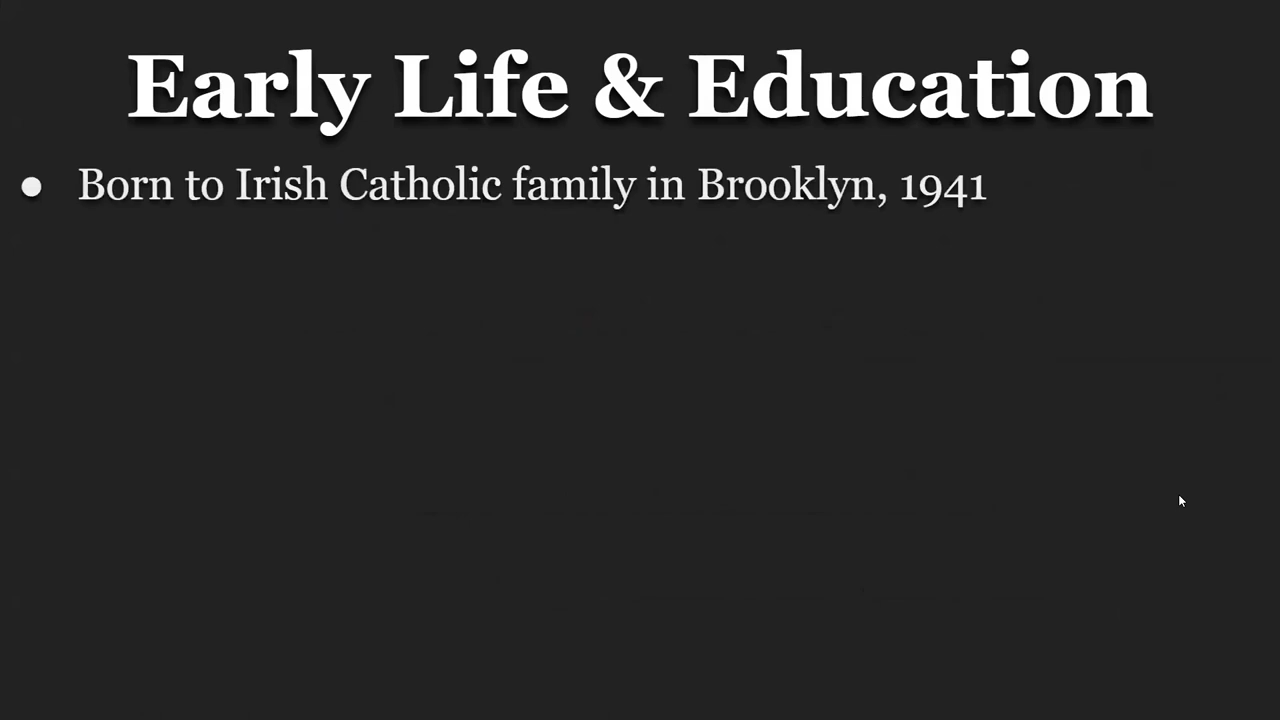 Early Life & Education
● Born to Irish Catholic family in Brooklyn, 1941